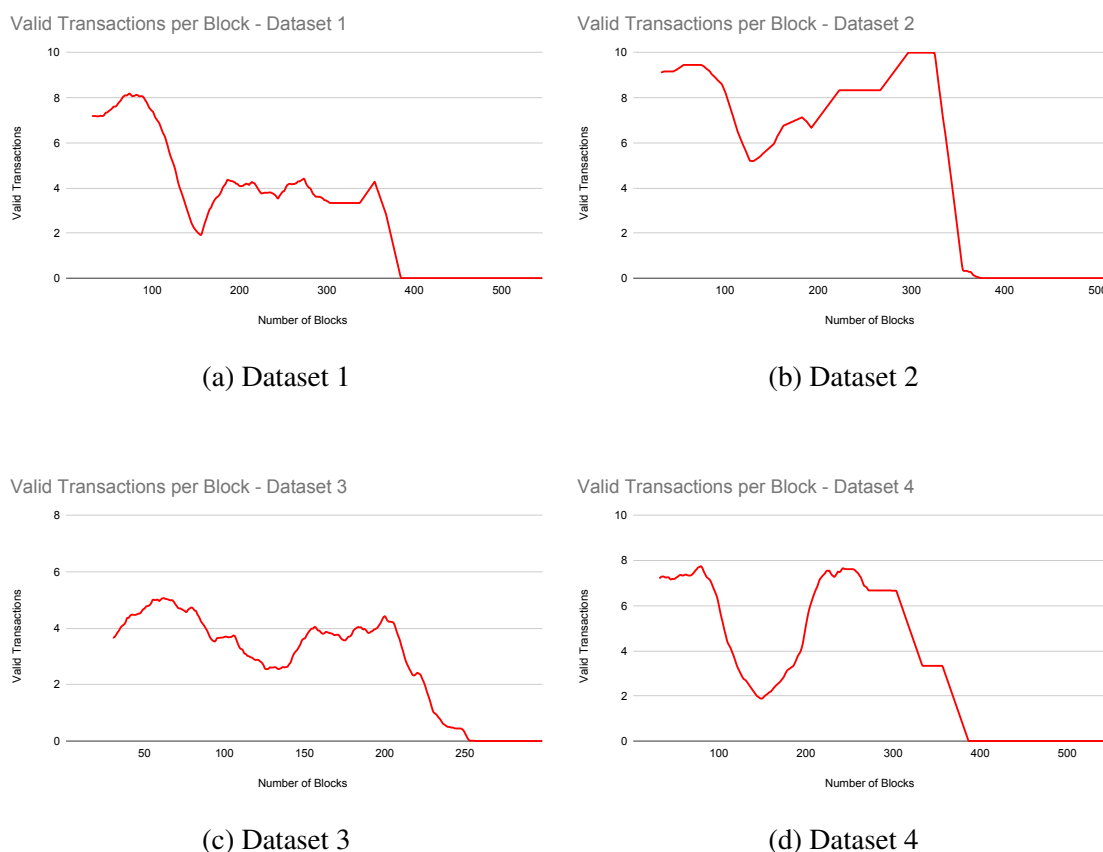 Valid Transactions per Block - Dataset 1
10
8
6
4
2
0
Valid Transactions
100 200 300 400 500
Number of Blocks
(a) Dataset 1
Valid Transactions per Block - Dataset 2
10
8
6
4
2
0
Valid Transactions
100 200 300 400 500
Number of Blocks
(b) Dataset 2
Valid Transactions per Block - Dataset 3
8
6
4
2
0
Valid Transactions
50 100 150 200 250
Number of Blocks
(c) Dataset 3
Valid Transactions per Block - Dataset 4
10
8
6
4
2
0
Valid Transactions
100 200 300 400 500
Number of Blocks
(d) Dataset 4